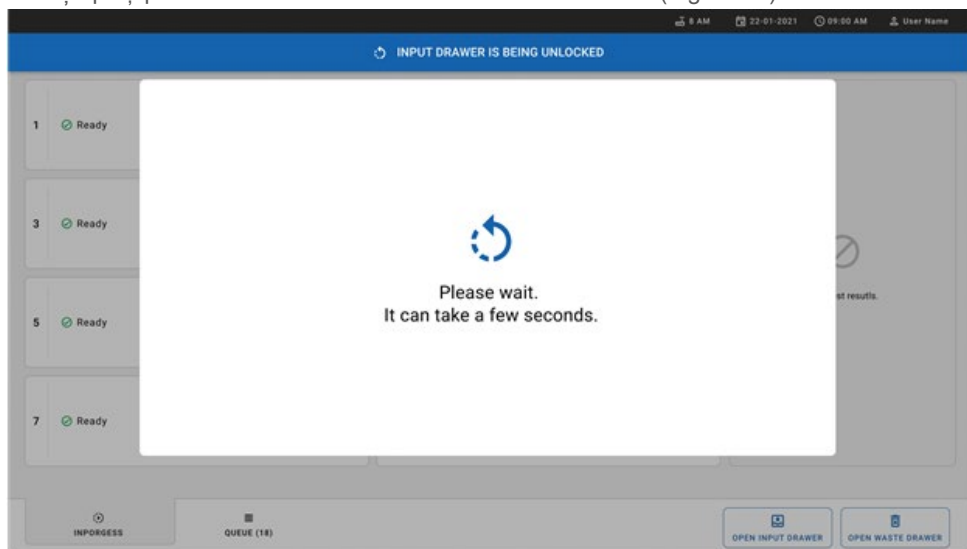 8 AM 22-01-2021 09:00 AM User Name
INPUT DRAWER IS BEING UNLOCKED
1 Ready
3 Ready
5 Ready
7 Ready
Please wait.
It can take a few seconds.
st resutls.
INPORGESS
QUEUE (18)
OPEN INPUT DRAWER
OPEN WASTE DRAWER